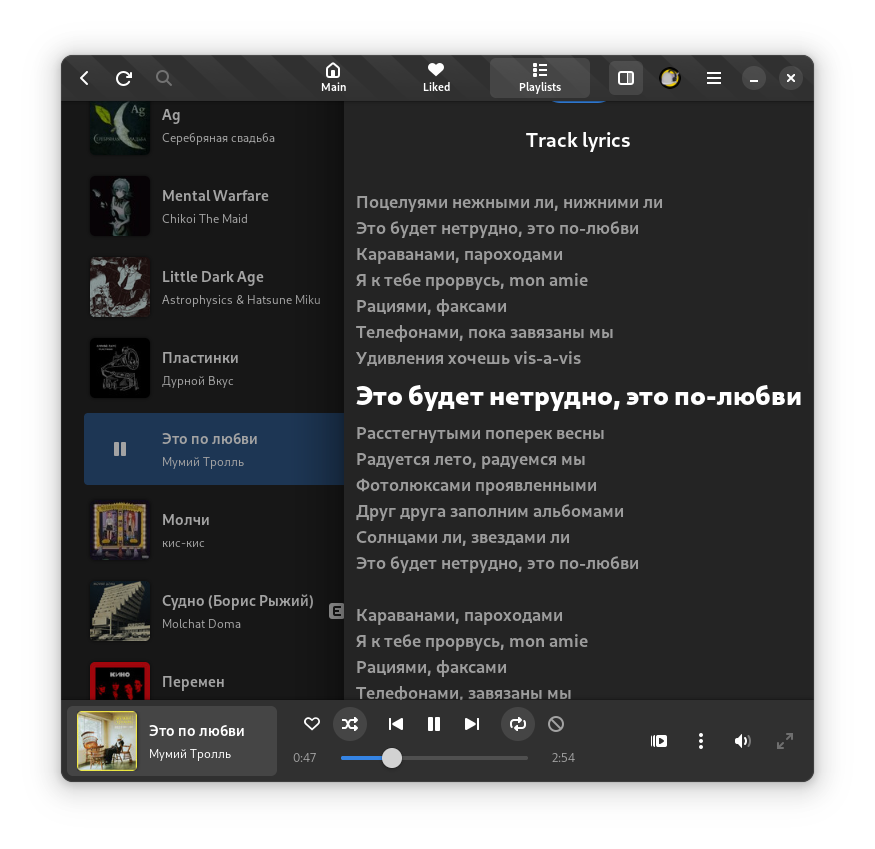 Main
Liked
Playlists
Ag
Серебряная свадьба
Mental Warfare
Chikoi The Maid
Little Dark Age
Astrophysics & Hatsune Miku
Пластинки
Дурной Вкус
Это по любви
Мумий Тролль
Молчи
кис-кис
Судно (Борис Рыжий)
E
Molchat Doma
КИНО
Перемен
Track lyrics
Поцелуями нежными ли, нижними ли
Это будет нетрудно, это по-любви
Караванами, пароходами
Я к тебе прорвусь, mon amie
Рациями, факсами
Телефонами, пока завязаны мы
Удивления хочешь vis-a-vis
Это будет нетрудно, это по-любви
Расстегнутыми поперек весны
Радуется лето, радуемся мы
Фотолюксами проявленными
Друг друга заполним альбомами
Солнцами ли, звездами ли
Это будет нетрудно, это по-любви
Караванами, пароходами
Я к тебе прорвусь, mon amie
Рациями, факсами
Телефонами, завязаны мы
Это по любви
Мумий Тролль
0:47
2:54